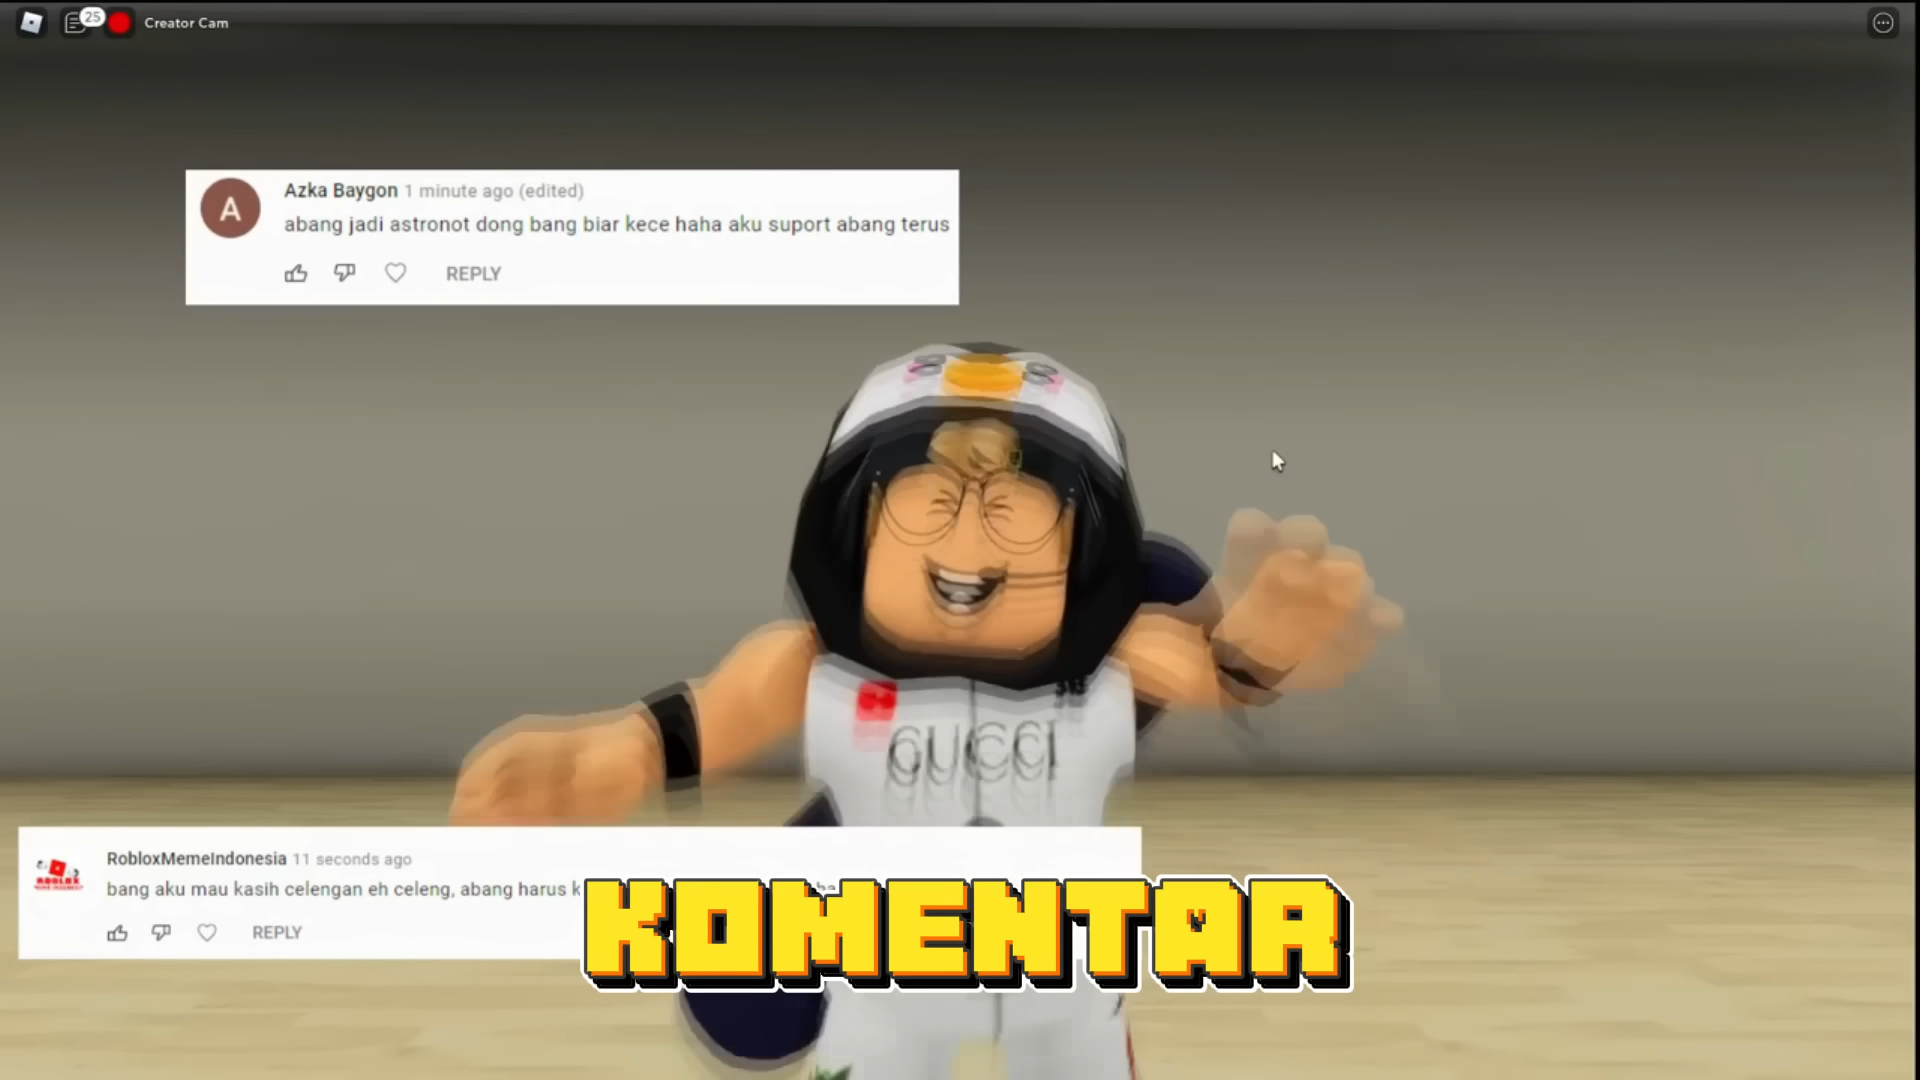 25
Creator Cam
A
Azka Baygon 1 minute ago (edited)
abang jadi astronot dong bang biar kece haha aku suport abang terus
REPLY
GUCCI
RobloxMemeIndonesia 11 seconds ago
bang aku mau kasih celengan eh celeng, abang harus
REPLY
KOMENTAR